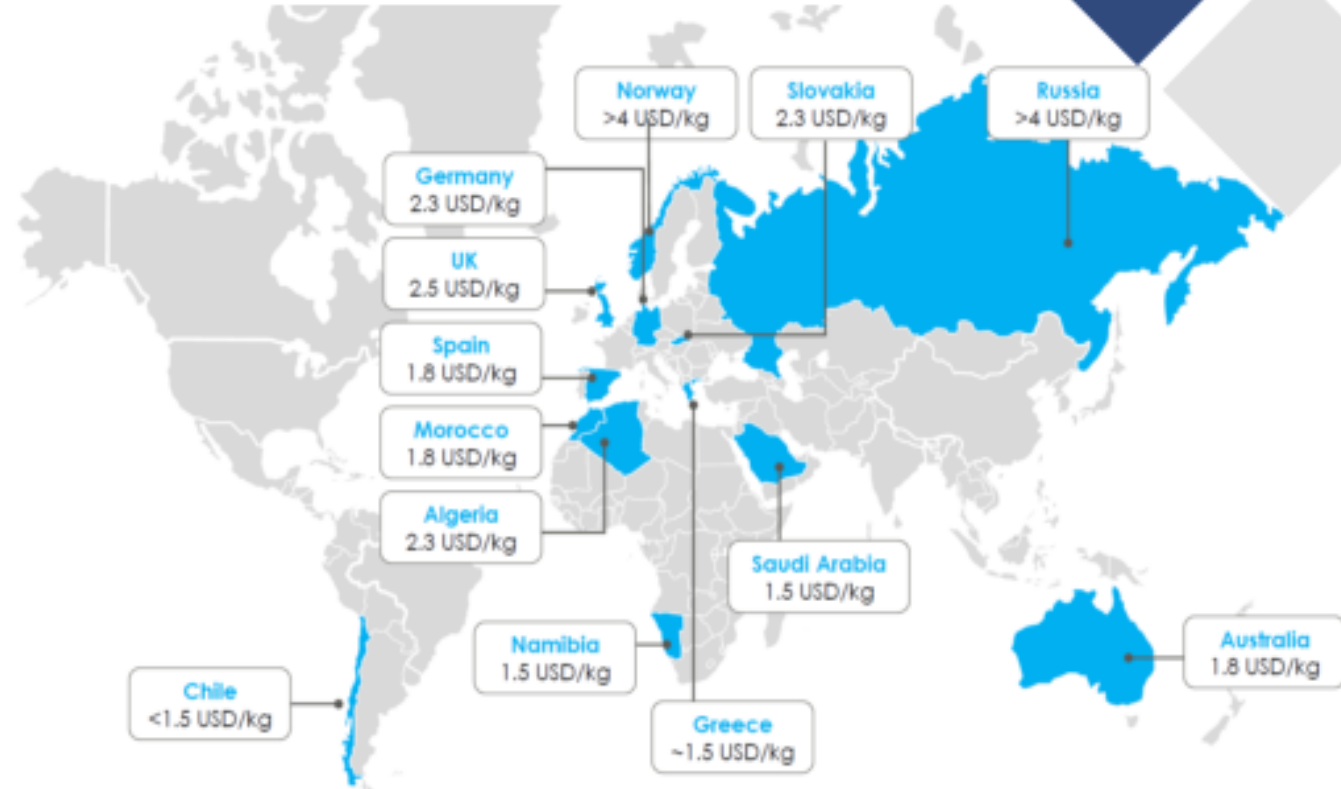 Norway
>4 USD/kg
Slovakia
2.3 USD/kg
Russia
>4 USD/kg
Germany
2.3 USD/kg
UK
2.5 USD/kg
Spain
1.8 USD/kg
Morocco
1.8 USD/kg
Algeria
2.3 USD/kg
Saudi Arabia
1.5 USD/kg
Namibia
1.5 USD/kg
Australia
1.8 USD/kg
Chile
<1.5 USD/kg
Greece
~1.5 USD/kg